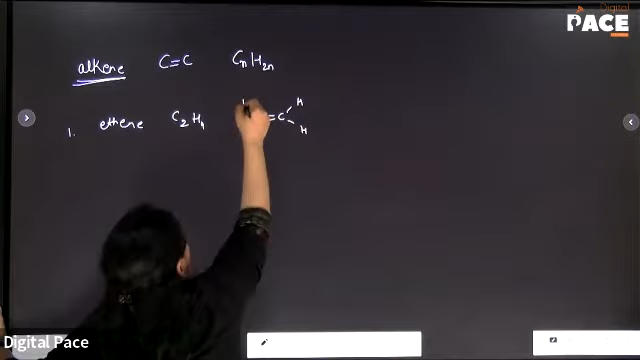 Digital
PACE
alkene C=C CnH2n
1. ethene C2H4 =C H
H
Digital Pace